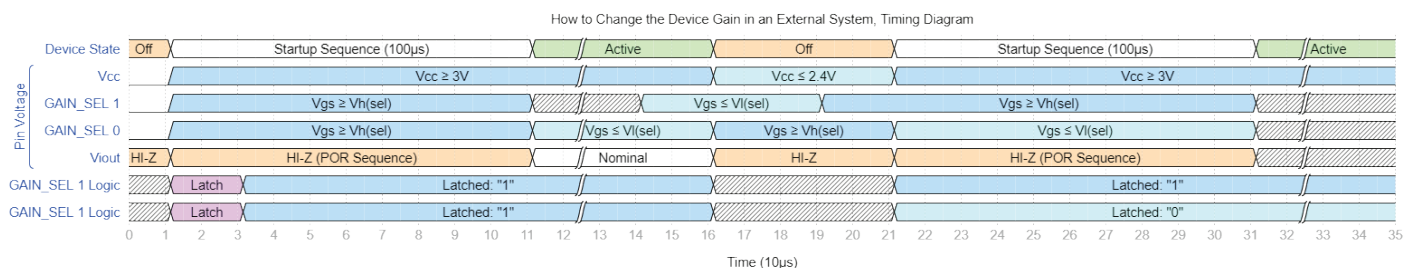 How to Change the Device Gain in an External System, Timing Diagram
Device State Off Startup Sequence (100µs) Active Off Startup Sequence (100µs) Active
Pin Voltage
Vcc Vcc ≥ 3V Vcc ≤ 2.4V Vcc ≥ 3V
GAIN_SEL 1 Vgs ≥ Vh(sel) Vgs ≤ Vl(sel) Vgs ≥ Vh(sel)
GAIN_SEL 0 Vgs ≥ Vh(sel) Vgs ≤ Vl(sel) Vgs ≥ Vh(sel) Vgs ≤ Vl(sel)
Viout HI-Z HI-Z (POR Sequence) Nominal HI-Z HI-Z (POR Sequence)
GAIN_SEL 1 Logic Latch Latched: "1" Latched: "1"
GAIN_SEL 1 Logic Latch Latched: "1" Latched: "0"
0 1 2 3 4 5 6 7 8 9 10 11 12 13 14 15 16 17 18 19 20 21 22 23 24 25 26 27 28 29 30 31 32 33 34 35
Time (10µs)